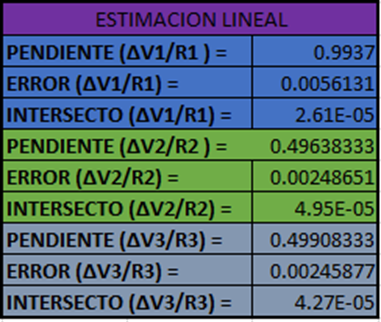 ESTIMACION LINEAL
PENDIENTE (ΔV1/R1 ) = 0.9937
ERROR (ΔV1/R1) = 0.0056131
INTERSECTO (ΔV1/R1) = 2.61E-05
PENDIENTE (ΔV2/R2 ) = 0.49638333
ERROR (ΔV2/R2) = 0.00248651
INTERSECTO (ΔV2/R2) = 4.95E-05
PENDIENTE (ΔV3/R3) = 0.49908333
ERROR (ΔV3/R3) = 0.00245877
INTERSECTO (ΔV3/R3) = 4.27E-05